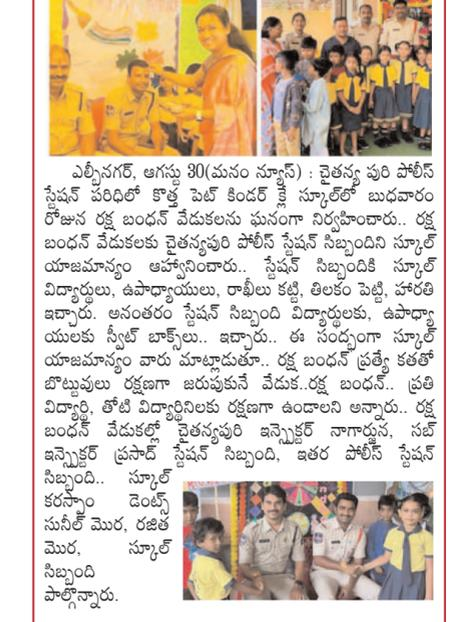 ఎల్బీనగర్, ఆగస్టు 30(మనం న్యూస్) : చైతన్య పురి పోలీస్
స్టేషన్ పరిధిలో కొత్త పెట్ కిండర్ క్లే స్కూల్‌లో బుధవారం
రోజున రక్ష బంధన్ వేడుకలను ఘనంగా నిర్వహించారు.. రక్ష
బంధన్ వేడుకలకు చైతన్యపురి పోలీస్ స్టేషన్ సిబ్బందిని స్కూల్
యాజమాన్యం ఆహ్వానించారు.. స్టేషన్ సిబ్బందికి స్కూల్
విద్యార్థులు, ఉపాధ్యాయులు, రాఖీలు కట్టి, తిలకం పెట్టి, హారతి
ఇచ్చారు. అనంతరం స్టేషన్ సిబ్బంది విద్యార్థులకు, ఉపాధ్యా
యులకు స్వీట్ బాక్స్‌లు.. ఇచ్చారు.. ఈ సందర్భంగా స్కూల్
యాజమాన్యం వారు మాట్లాడుతూ.. రక్ష బంధన్ ప్రత్యే కతతో
బొట్టువులు రక్షణగా జరుపుకునే వేడుక..రక్ష బంధన్.. ప్రతి
విద్యార్థి, తోటి విద్యార్థినిలకు రక్షణగా ఉండాలని అన్నారు.. రక్ష
బంధన్ వేడుకల్లో చైతన్యపురి ఇన్స్పెక్టర్ నాగార్జున, సబ్
ఇన్స్పెక్టర్ ప్రసాద్ స్టేషన్ సిబ్బంది, ఇతర పోలీస్ స్టేషన్
సిబ్బంది.. స్కూల్
కరస్పాం డెంట్స్
సునీల్ మొర, రజిత
మొర, స్కూల్
సిబ్బంది
పాల్గొన్నారు.